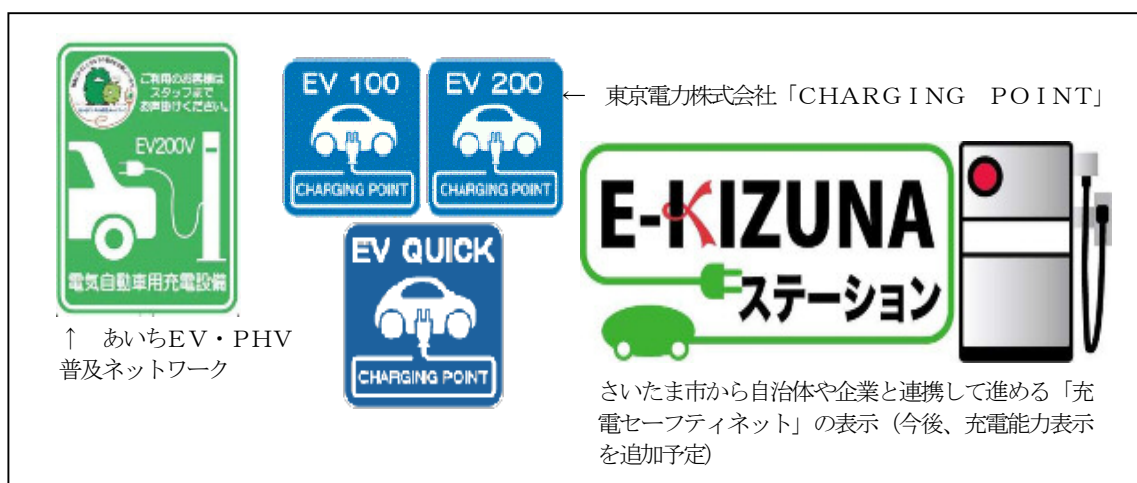 ご利用のお客様は
スタッフまで
お声掛けください。
EV200V
電気自動車用充電設備
↑ あいちEV・PHV
普及ネットワーク
EV 100
CHARGING POINT
EV 200
CHARGING POINT
← 東京電力株式会社「CHARGING POINT」
EV QUICK
CHARGING POINT
E-KIZUNA
ステーション
さいたま市から自治体や企業と連携して進める「充
電セーフティネット」の表示（今後、充電能力表示
を追加予定）